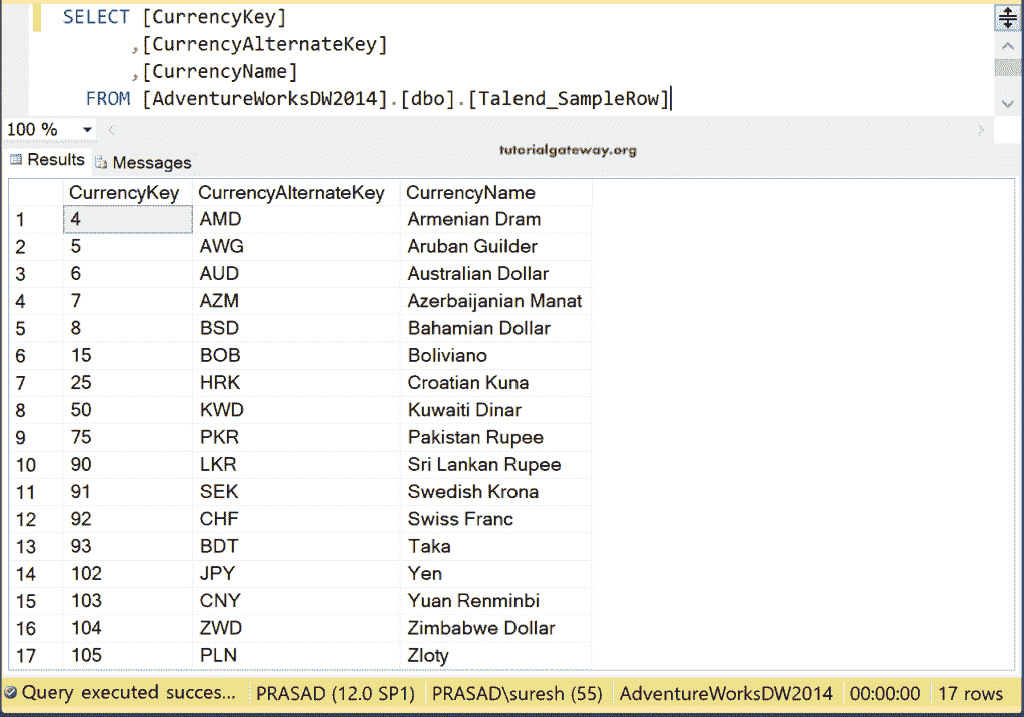 SELECT [CurrencyKey]
,[CurrencyAlternateKey]
,[CurrencyName]
FROM [AdventureWorksDW2014].[dbo].[Talend_SampleRow]
100 %
tutorialgateway.org
Results Messages
CurrencyKey CurrencyAlternateKey CurrencyName
1 4 AMD Armenian Dram
2 5 AWG Aruban Guilder
3 6 AUD Australian Dollar
4 7 AZM Azerbaijanian Manat
5 8 BSD Bahamian Dollar
6 15 BOB Boliviano
7 25 HRK Croatian Kuna
8 50 KWD Kuwaiti Dinar
9 75 PKR Pakistan Rupee
10 90 LKR Sri Lankan Rupee
11 91 SEK Swedish Krona
12 92 CHF Swiss Franc
13 93 BDT Taka
14 102 JPY Yen
15 103 CNY Yuan Renminbi
16 104 ZWD Zimbabwe Dollar
17 105 PLN Zloty
Query executed succes... PRASAD (12.0 SP1) PRASAD\suresh (55) AdventureWorksDW2014 00:00:00 17 rows